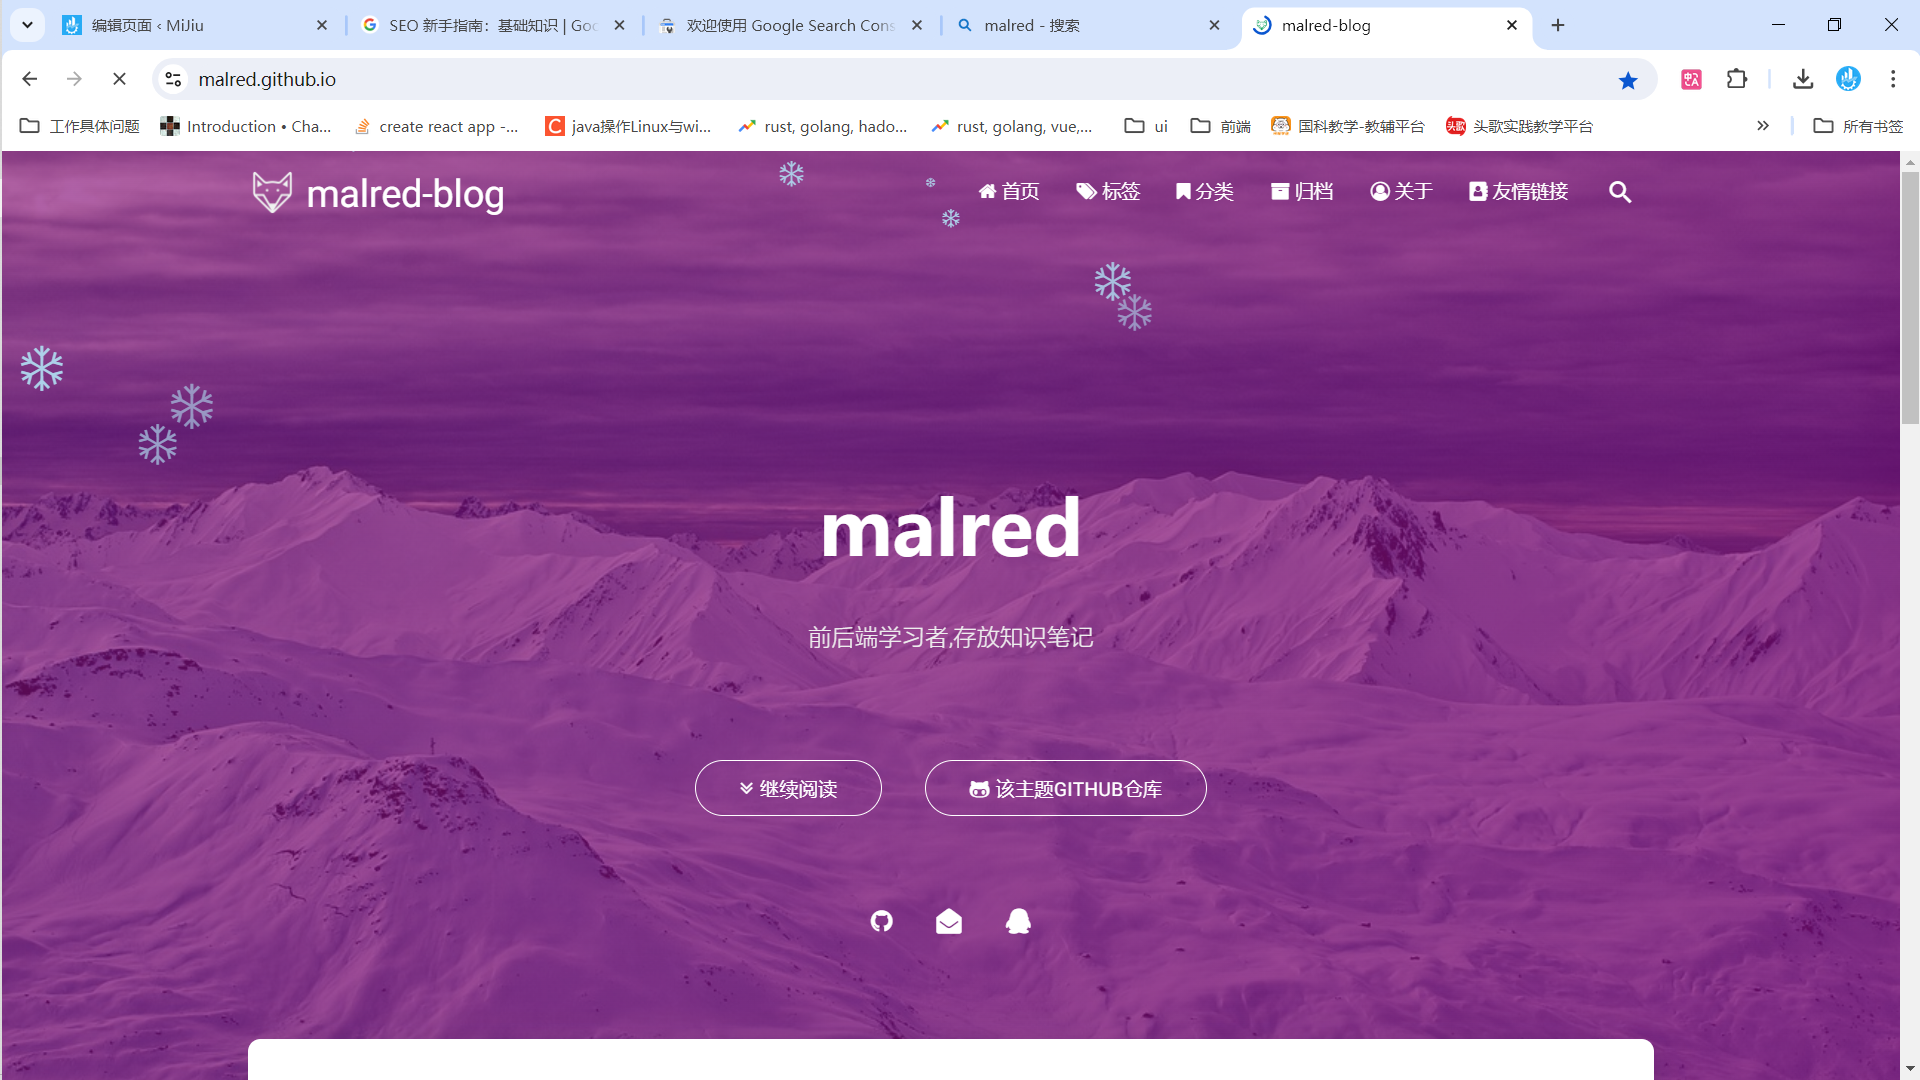 编辑页面 ‹ MiJiu
SEO 新手指南：基础知识 | Goo
欢迎使用 Google Search Cons
malred - 搜索
malred-blog
malred.github.io
工作具体问题
Introduction • Cha...
create react app -...
java操作Linux与wi...
rust, golang, hado...
rust, golang, vue,...
ui
前端
国科教学-教辅平台
头歌实践教学平台
所有书签
malred-blog
首页
标签
分类
归档
关于
友情链接
malred
前后端学习者,存放知识笔记
继续阅读
该主题GITHUB仓库